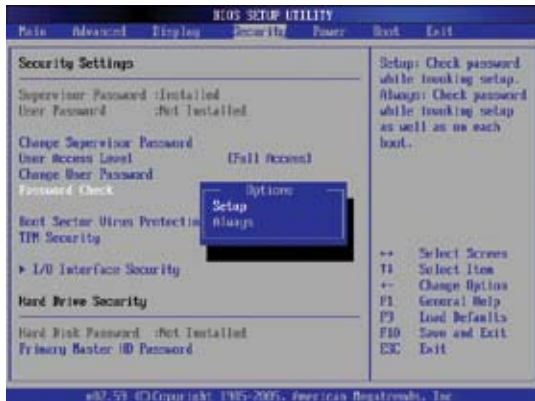 BIOS SETUP UTILITY
Main Advanced Display Security Power Boot Exit
Security Settings
Supervisor Password :Installed
User Password :Not Installed
Change Supervisor Password
User Access Level [Full Access]
Change User Password
Password Check
Boot Sector Virus Protection
TPM Security
I/O Interface Security
Hard Drive Security
Hard Disk Password :Not Installed
Primary Master HD Password
Options
Setup
Always
Setup: Check password
while invoking setup.
Always: Check password
while invoking setup
as well as on each
boot.
↔ Select Screen
↑↓ Select Item
+- Change Option
F1 General Help
F9 Load Defaults
F10 Save and Exit
ESC Exit
v02.59 (C)Copyright 1985-2005, American Megatrends, Inc